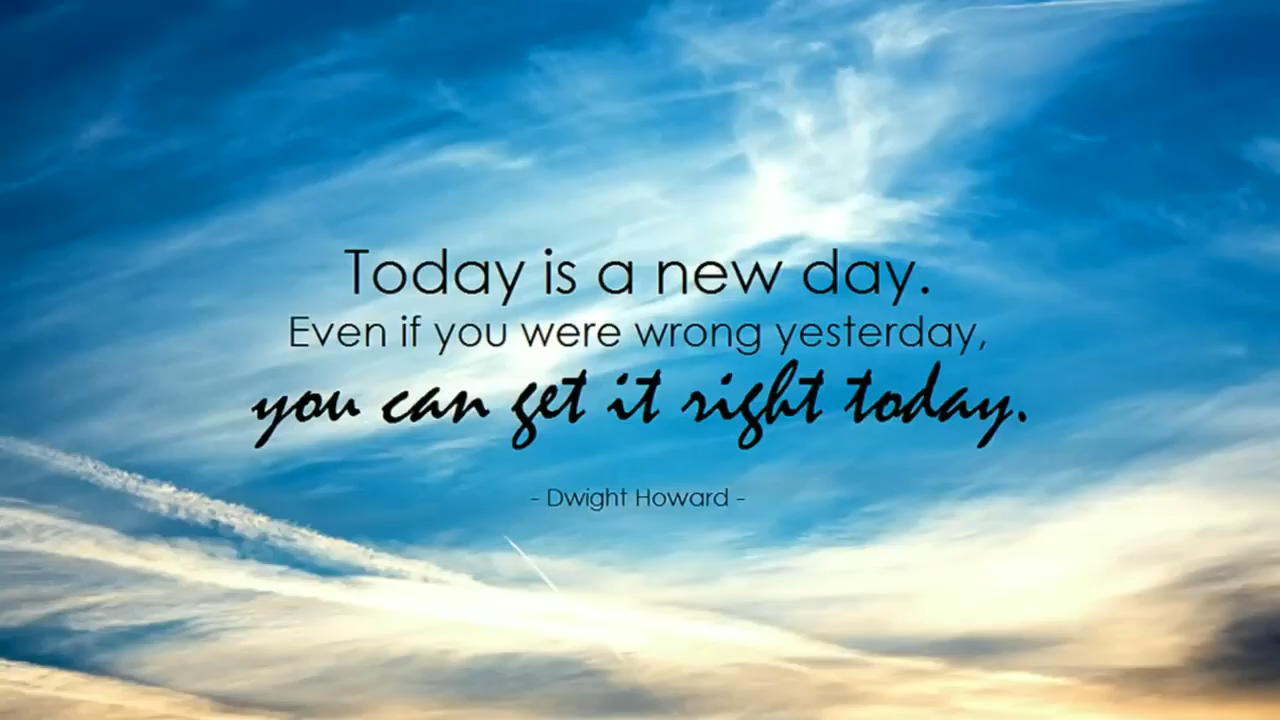 Today is a new day.
Even if you were wrong yesterday,
you can get it right today.
- Dwight Howard -